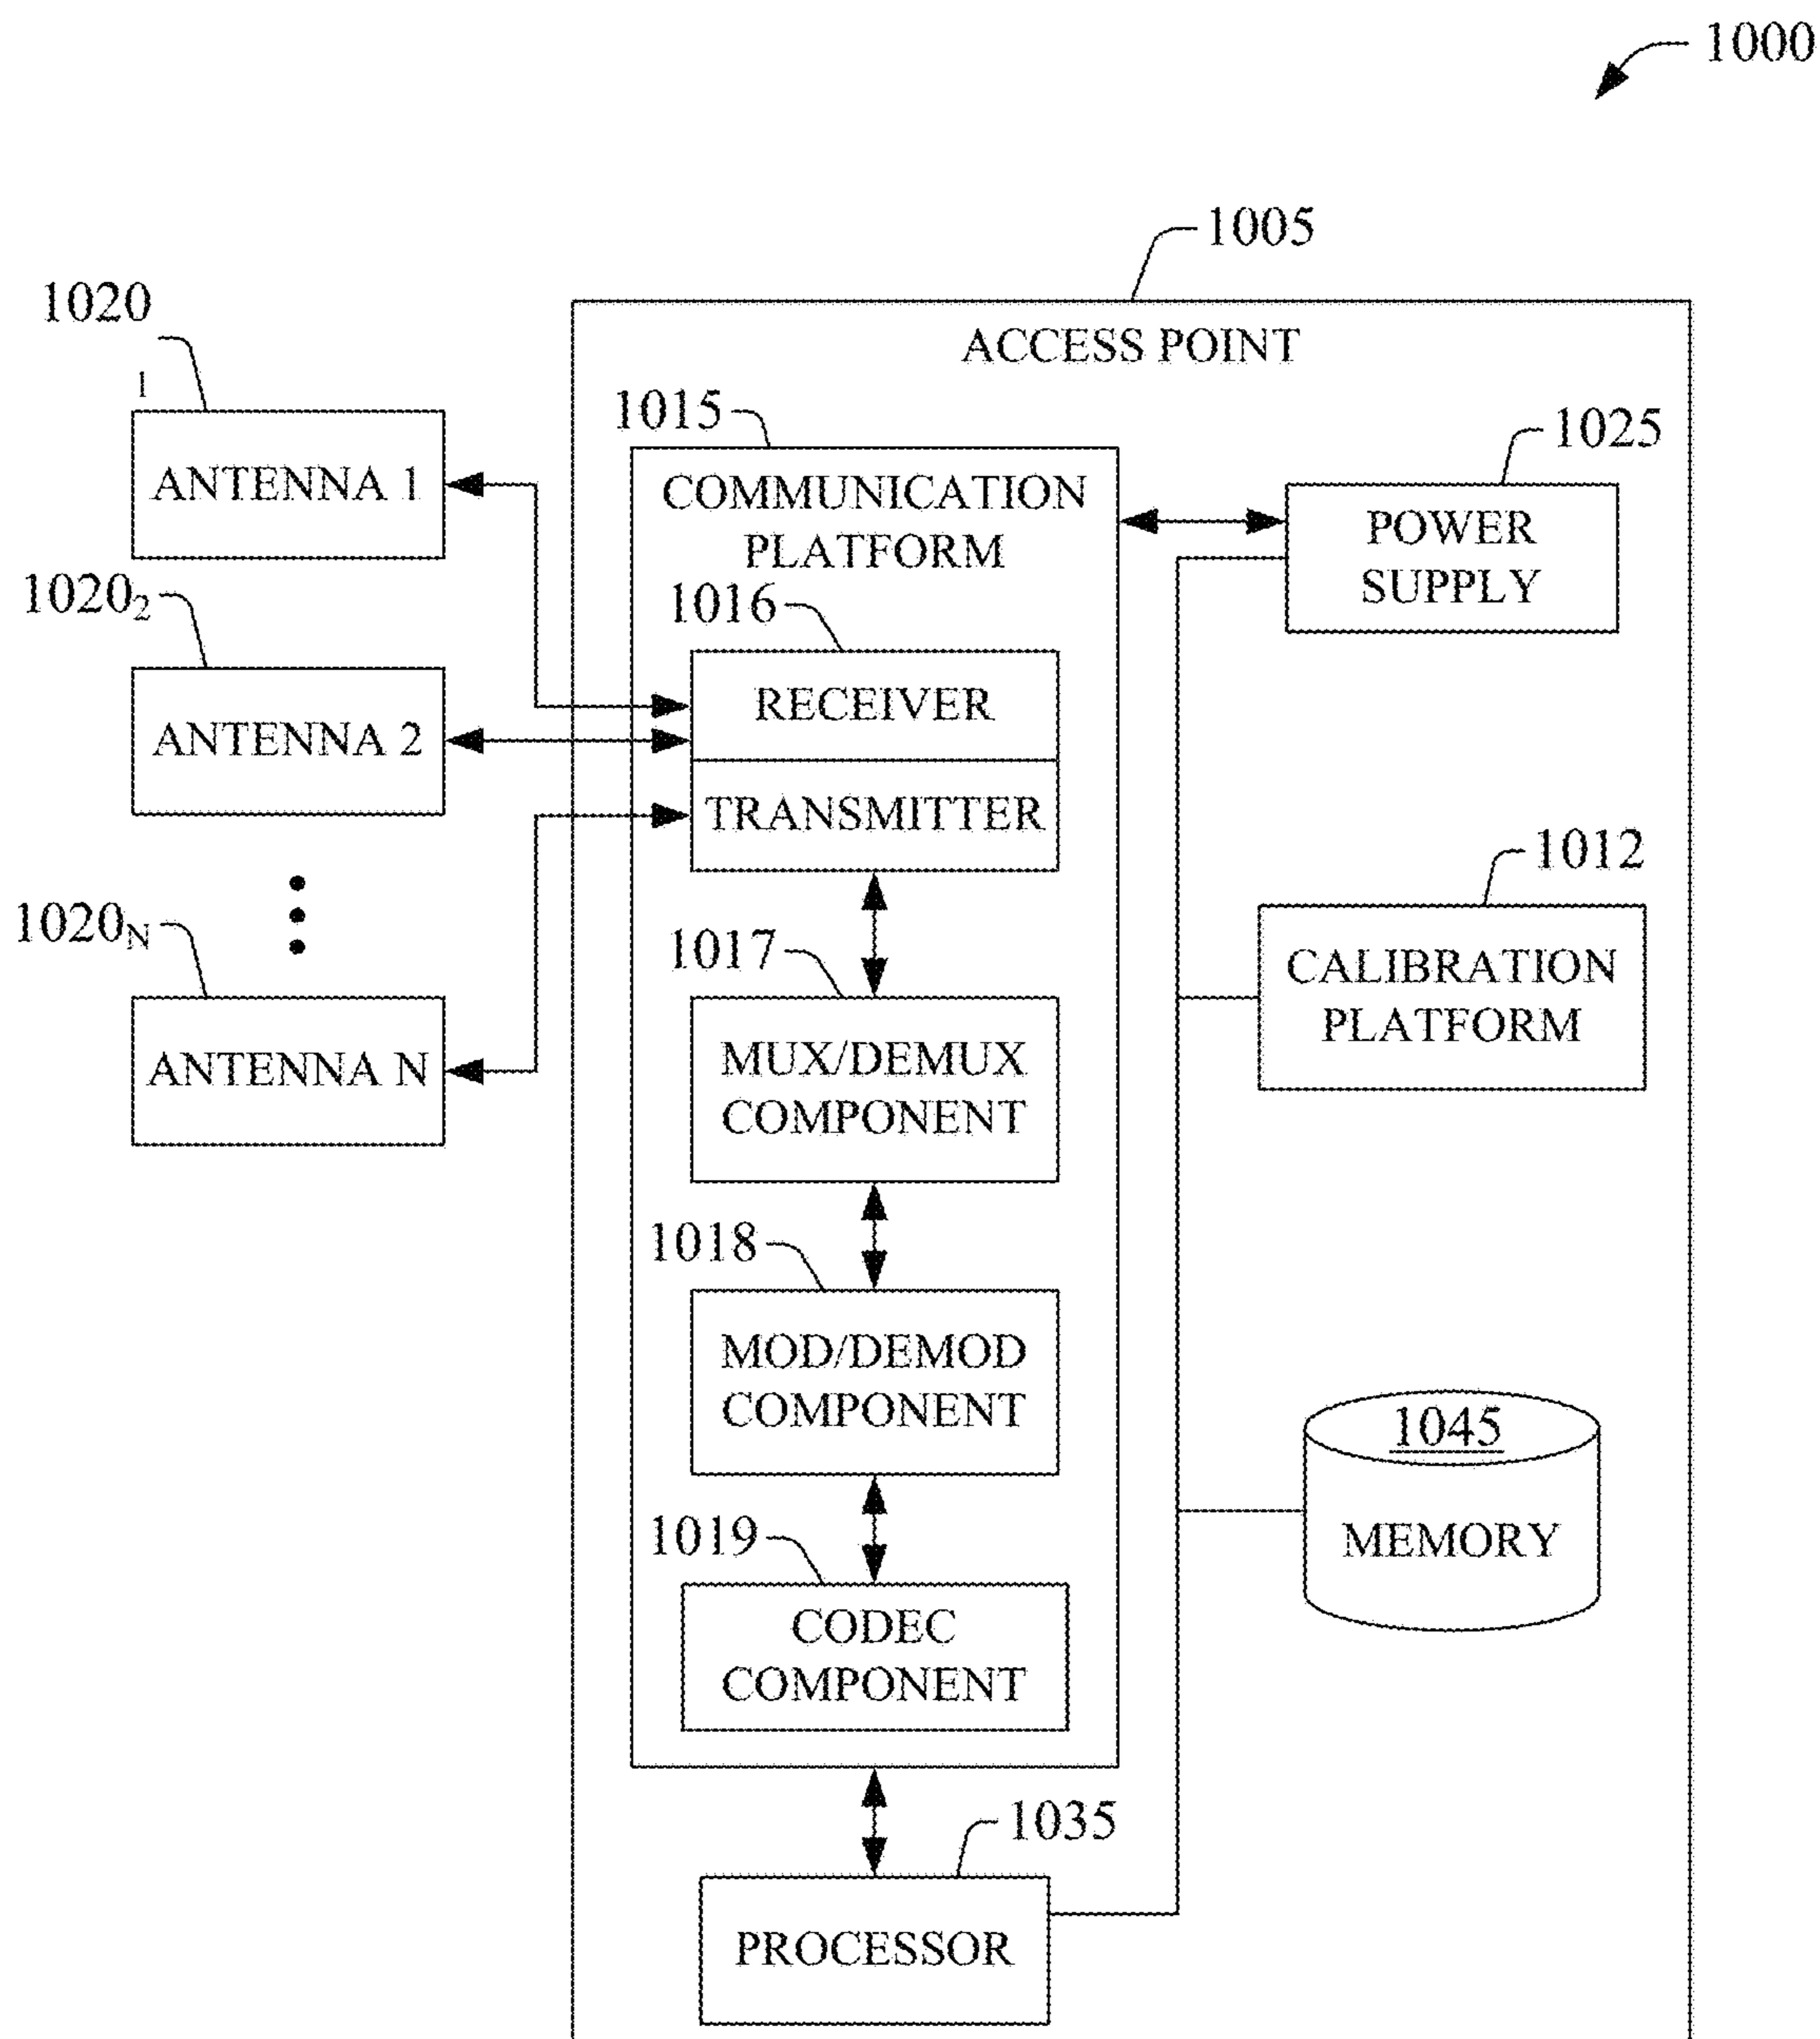 1000
1005
1020
1
ACCESS POINT
1015
1025
ANTENNA 1
COMMUNICATION
PLATFORM
POWER
SUPPLY
1020₂
1016
RECEIVER
ANTENNA 2
TRANSMITTER
1012
1020_N
1017
CALIBRATION
PLATFORM
ANTENNA N
MUX/DEMUX
COMPONENT
1018
MOD/DEMOD
COMPONENT
1045
MEMORY
1019
CODEC
COMPONENT
1035
PROCESSOR